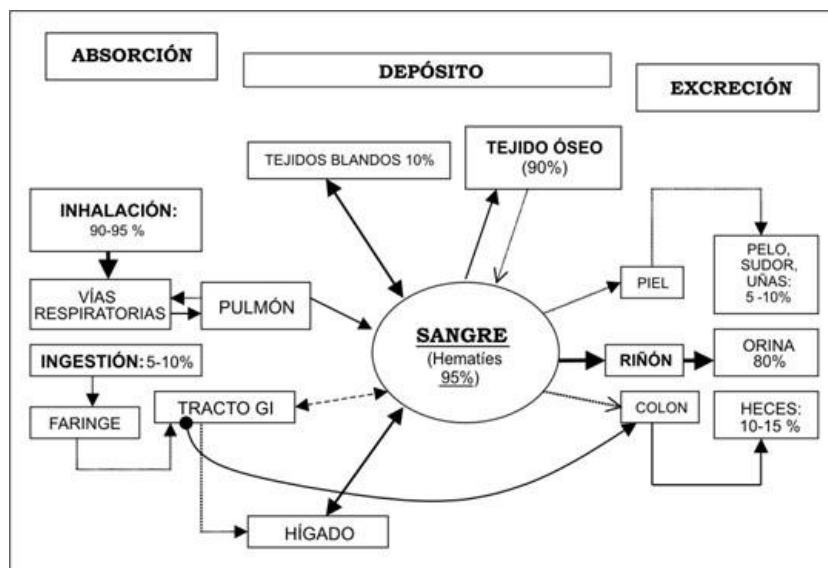 ABSORCIÓN
DEPÓSITO
EXCRECIÓN
TEJIDOS BLANDOS 10%
TEJIDO ÓSEO
(90%)
INHALACIÓN:
90-95 %
VÍAS
RESPIRATORIAS
PULMÓN
INGESTIÓN: 5-10%
FARINGE
TRACTO GI
HÍGADO
SANGRE
(Hematíes
95%)
PIEL
PELO,
SUDOR,
UÑAS:
5 -10%
RIÑÓN
ORINA
80%
COLON
HECES:
10-15 %